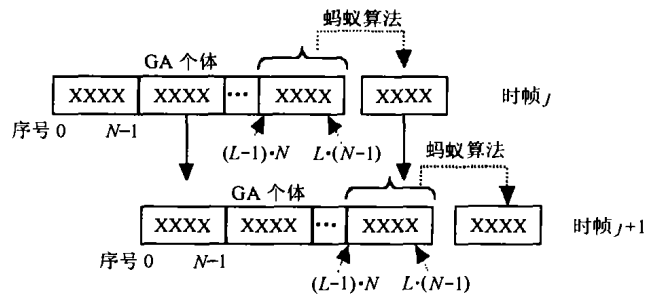 蚂蚁算法
GA 个体
XXXX XXXX ··· XXXX XXXX 时帧 j
序号 0 N−1
(L−1)·N L·(N−1)
蚂蚁算法
GA 个体
XXXX XXXX ··· XXXX XXXX 时帧 j+1
序号 0 N−1
(L−1)·N L·(N−1)